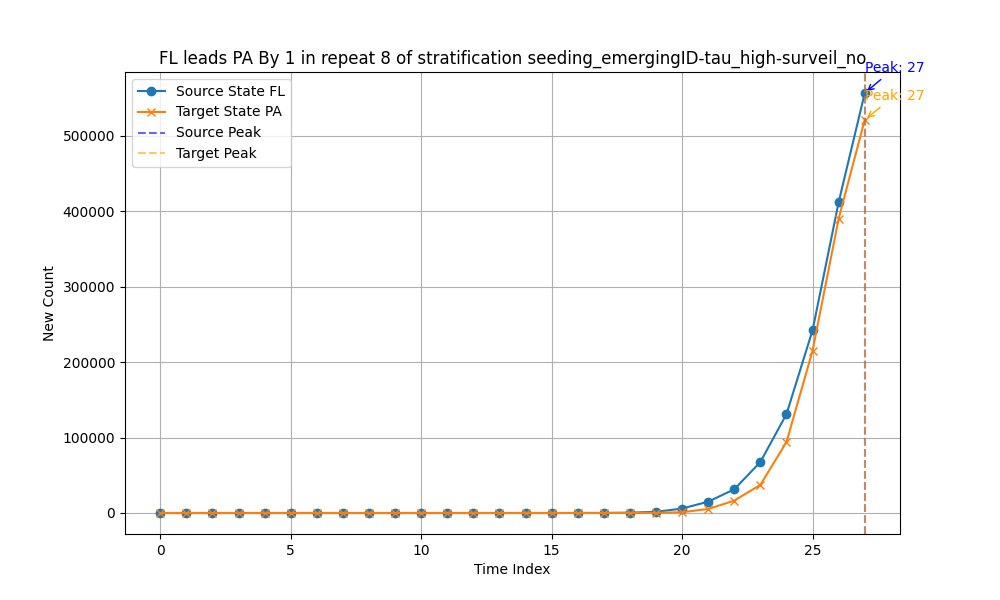 FL leads PA By 1 in repeat 8 of stratification seeding_emergingID-tau_high-surveil_no
Peak: 27
Peak: 27
Source State FL
Target State PA
Source Peak
Target Peak
500000
400000
300000
200000
100000
0
New Count
0 5 10 15 20 25
Time Index